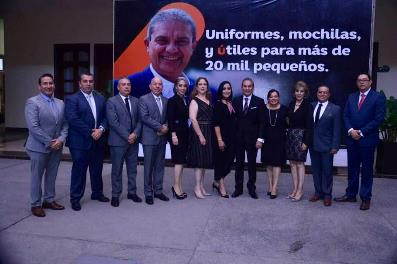 Uniformes, mochilas,
y útiles para más de
20 mil pequeños.